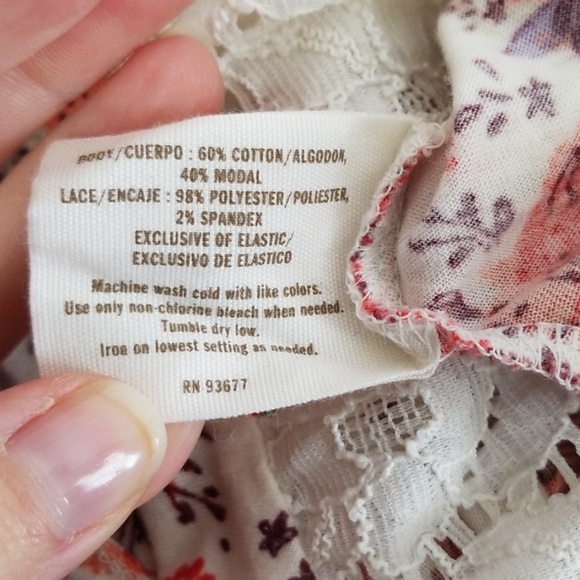 BODY/CUERPO : 60% COTTON/ALGODON,
40% MODAL
LACE/ENCAJE : 98% POLYESTER/POLIESTER,
2% SPANDEX
EXCLUSIVE OF ELASTIC/
EXCLUSIVO DE ELASTICO
Machine wash cold with like colors.
Use only non-chlorine bleach when needed.
Tumble dry low.
Iron on lowest setting as needed.
RN 93677